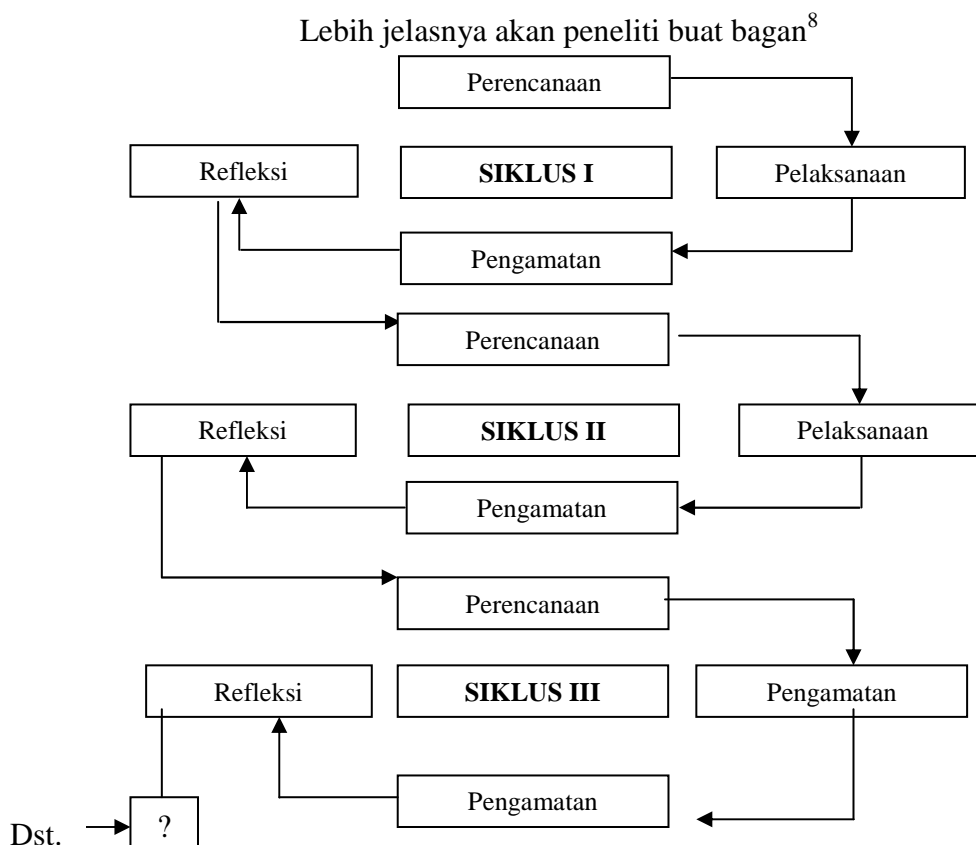 Lebih jelasnya akan peneliti buat bagan8
Perencanaan
Refleksi
SIKLUS I
Pelaksanaan
Pengamatan
Perencanaan
Refleksi
SIKLUS II
Pelaksanaan
Pengamatan
Perencanaan
Refleksi
SIKLUS III
Pengamatan
Pengamatan
Dst.
?